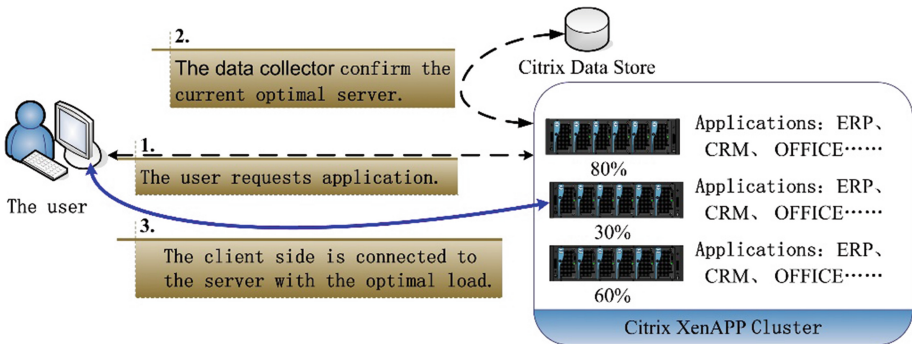 2.
The data collector confirm the
current optimal server.
Citrix Data Store
1.
The user requests application.
The user
3.
The client side is connected to
the server with the optimal load.
Applications: ERP、
CRM、 OFFICE……
80%
Applications: ERP、
CRM、 OFFICE……
30%
Applications: ERP、
CRM、 OFFICE……
60%
Citrix XenAPP Cluster